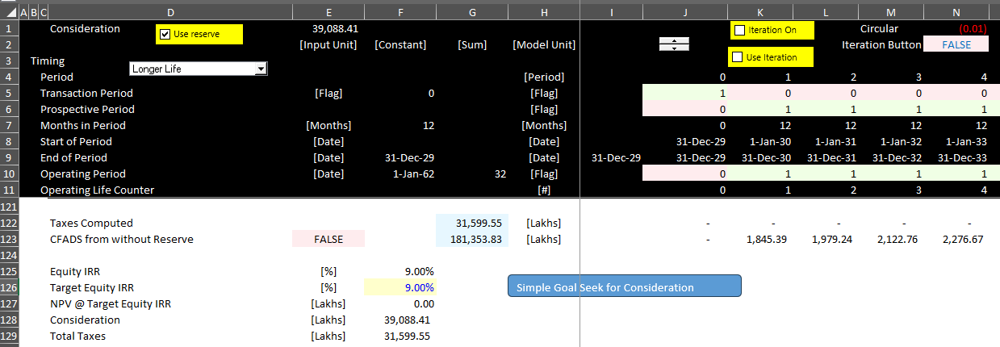 A B C D E F G H I J K L M N
1 Consideration Use reserve 39,088.41 Iteration On Circular (0.01)
2 [Input Unit] [Constant] [Sum] [Model Unit] Iteration Button FALSE
3 Timing Longer Life Use Iteration
4 Period [Period] 0 1 2 3 4
5 Transaction Period [Flag] 0 [Flag] 1 0 0 0 0
6 Prospective Period [Flag] 0 1 1 1 1
7 Months in Period [Months] 12 [Months] 0 12 12 12 12
8 Start of Period [Date] [Date] 31-Dec-29 1-Jan-30 1-Jan-31 1-Jan-32 1-Jan-33
9 End of Period [Date] 31-Dec-29 [Date] 31-Dec-29 31-Dec-29 31-Dec-30 31-Dec-31 31-Dec-32 31-Dec-33
10 Operating Period [Date] 1-Jan-62 32 [Flag] 0 1 1 1 1
11 Operating Life Counter [#] 0 1 2 3 4
121
122 Taxes Computed 31,599.55 [Lakhs] - - - - -
123 CFADS from without Reserve FALSE 181,353.83 [Lakhs] - 1,845.39 1,979.24 2,122.76 2,276.67
124
125 Equity IRR [%] 9.00%
126 Target Equity IRR [%] 9.00% Simple Goal Seek for Consideration
127 NPV @ Target Equity IRR [Lakhs] 0.00
128 Consideration [Lakhs] 39,088.41
129 Total Taxes [Lakhs] 31,599.55